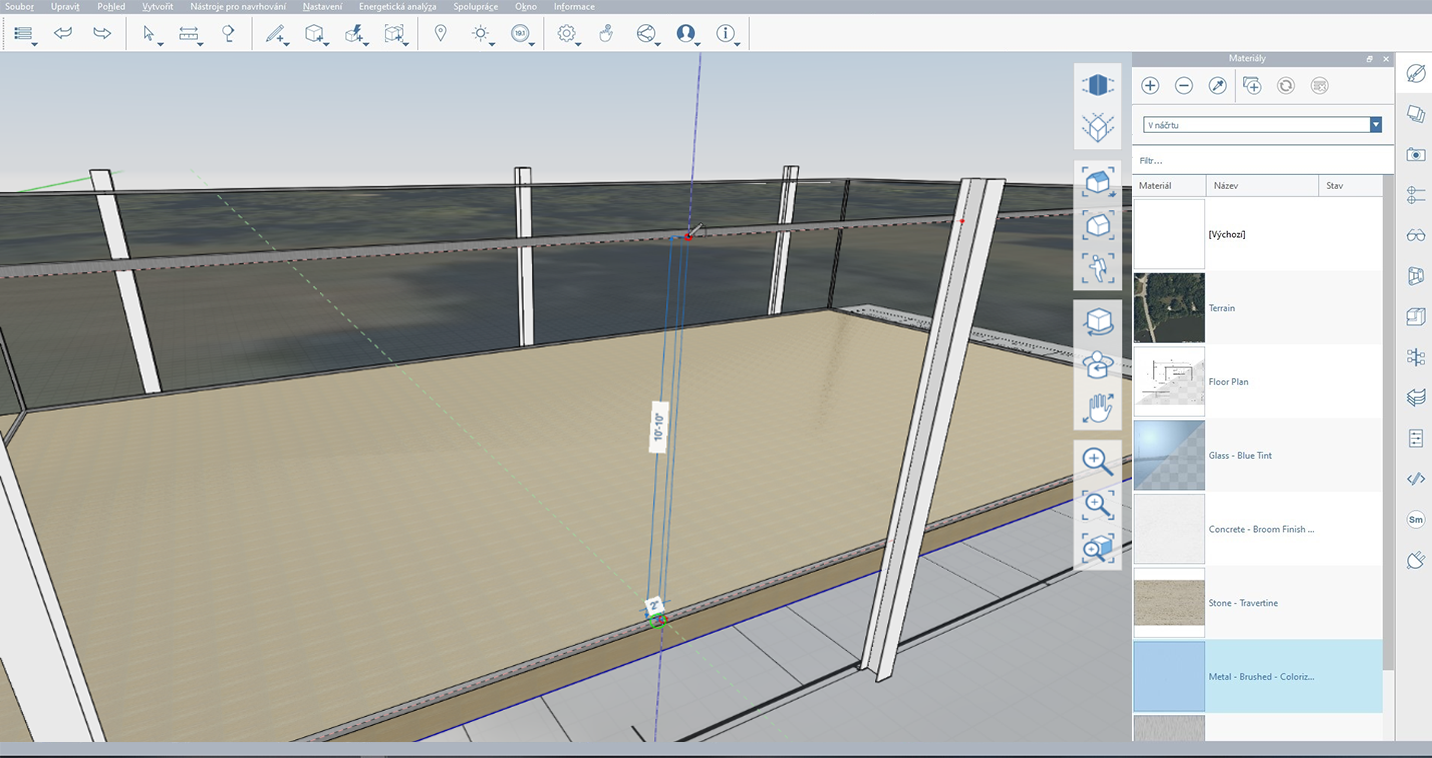 Soubor Upravit Pohled Vytvořit Nástroje pro navrhování Nastavení Energetická analýza Spolupráce Okno Informace
19.1
Materiály
V náčrtu
Filtr...
Materiál Název Stav
[Výchozí]
Terrain
Floor Plan
Glass - Blue Tint
Concrete - Broom Finish ...
Stone - Travertine
Metal - Brushed - Coloriz...
Sm
10'-10"
2"